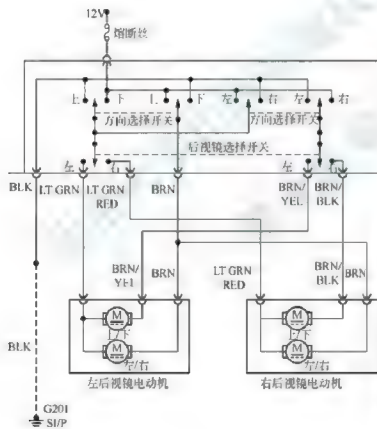 12V
熔断丝
上 下 上 下 左 右 左 右
方向选择开关 方向选择开关
后视镜选择开关
左 右 左 右
BLK LT GRN LT GRN RED BRN BRN/YEL BRN/BLK
BRN/YEL BRN LT GRN RED BRN/BLK BRN
BLK
M M
上/下 上/下
M M
左/右 左/右
左后视镜电动机 右后视镜电动机
G201
SI/P